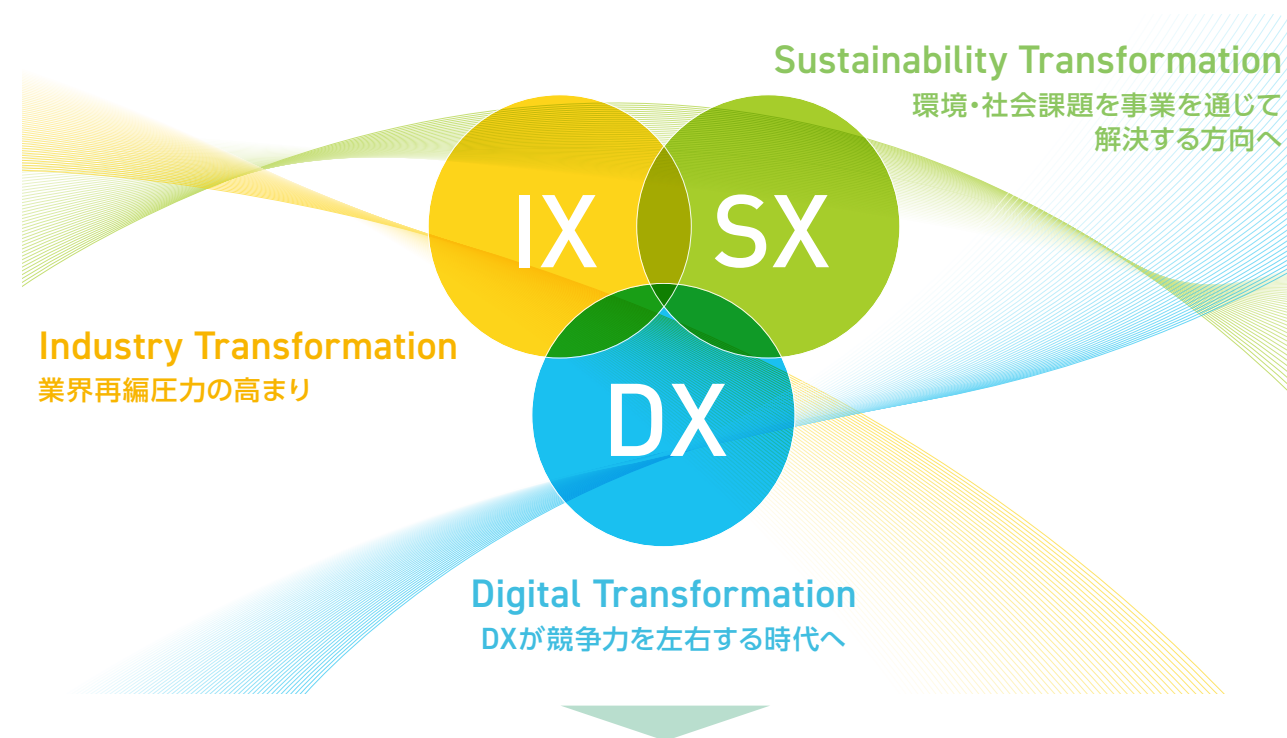 Sustainability Transformation
環境・社会課題を事業を通じて
解決する方向へ
IX
SX
Industry Transformation
業界再編圧力の高まり
DX
Digital Transformation
DXが競争力を左右する時代へ